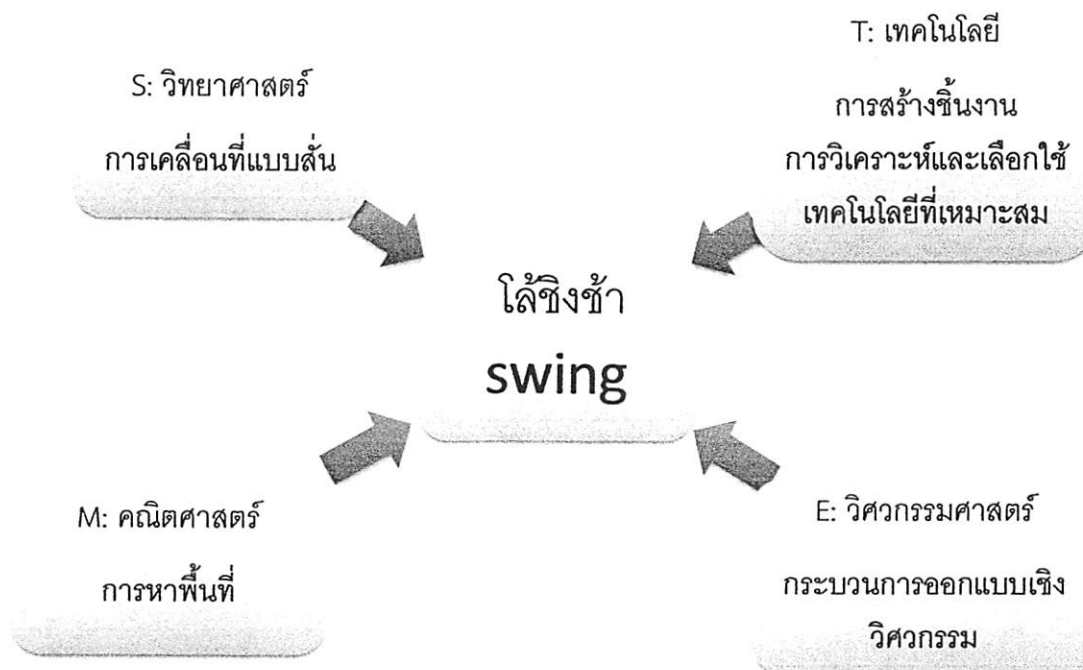 S: วิทยาศาสตร์
การเคลื่อนที่แบบสั่น
T: เทคโนโลยี
การสร้างชิ้นงาน
การวิเคราะห์และเลือกใช้
เทคโนโลยีที่เหมาะสม
โล้ชิงช้า
swing
M: คณิตศาสตร์
การหาพื้นที่
E: วิศวกรรมศาสตร์
กระบวนการออกแบบเชิง
วิศวกรรม